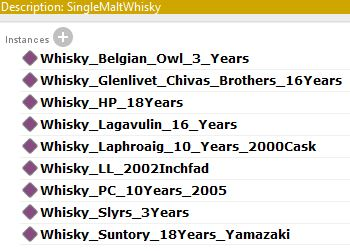 Description: SingleMaltWhisky
Instances
Whisky_Belgian_Owl_3_Years
Whisky_Glenlivet_Chivas_Brothers_16Years
Whisky_HP_18Years
Whisky_Lagavulin_16_Years
Whisky_Laphroaig_10_Years_2000Cask
Whisky_LL_2002Inchfad
Whisky_PC_10Years_2005
Whisky_Slyrs_3Years
Whisky_Suntory_18Years_Yamazaki